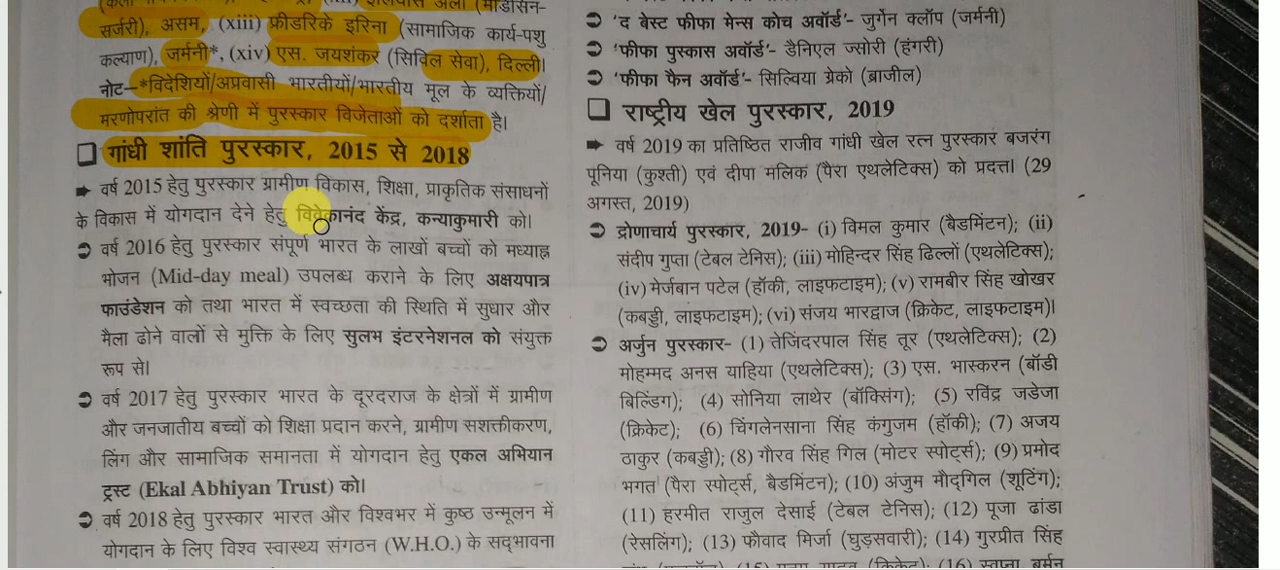 सर्जरी), असम, (xiii) फ्रीडरिके इरिना (सामाजिक कार्य-पशु
कल्याण), जर्मनी*, (xiv) एस. जयशंकर (सिविल सेवा), दिल्ली।
नोट–*विदेशियों/अप्रवासी भारतीयों/भारतीय मूल के व्यक्तियों/
मरणोपरांत की श्रेणी में पुरस्कार विजेताओं को दर्शाता है।
❑ गांधी शांति पुरस्कार, 2015 से 2018
➨ वर्ष 2015 हेतु पुरस्कार ग्रामीण विकास, शिक्षा, प्राकृतिक संसाधनों
के विकास में योगदान देने हेतु विवेकानंद केंद्र, कन्याकुमारी को।
➲ वर्ष 2016 हेतु पुरस्कार संपूर्ण भारत के लाखों बच्चों को मध्याह्न
भोजन (Mid-day meal) उपलब्ध कराने के लिए अक्षयपात्र
फाउंडेशन को तथा भारत में स्वच्छता की स्थिति में सुधार और
मैला ढोने वालों से मुक्ति के लिए सुलभ इंटरनेशनल को संयुक्त
रूप से।
➲ वर्ष 2017 हेतु पुरस्कार भारत के दूरदराज के क्षेत्रों में ग्रामीण
और जनजातीय बच्चों को शिक्षा प्रदान करने, ग्रामीण सशक्तीकरण,
लिंग और सामाजिक समानता में योगदान हेतु एकल अभियान
ट्रस्ट (Ekal Abhiyan Trust) को।
➲ वर्ष 2018 हेतु पुरस्कार भारत और विश्वभर में कुष्ठ उन्मूलन में
योगदान के लिए विश्व स्वास्थ्य संगठन (W.H.O.) के सद्भावना
➲ 'द बेस्ट फीफा मेन्स कोच अवॉर्ड'- जुर्गेन क्लॉप (जर्मनी)
➲ 'फीफा पुस्कास अवॉर्ड'- डैनिएल ज्सोरी (हंगरी)
➲ 'फीफा फैन अवॉर्ड'- सिल्विया ग्रेको (ब्राजील)
❑ राष्ट्रीय खेल पुरस्कार, 2019
➨ वर्ष 2019 का प्रतिष्ठित राजीव गांधी खेल रत्न पुरस्कार बजरंग
पूनिया (कुश्ती) एवं दीपा मलिक (पैरा एथलेटिक्स) को प्रदत्त। (29
अगस्त, 2019)
➲ द्रोणाचार्य पुरस्कार, 2019- (i) विमल कुमार (बैडमिंटन); (ii)
संदीप गुप्ता (टेबल टेनिस); (iii) मोहिन्दर सिंह ढिल्लों (एथलेटिक्स);
(iv) मेर्जबान पटेल (हॉकी, लाइफटाइम); (v) रामबीर सिंह खोखर
(कबड्डी, लाइफटाइम); (vi) संजय भारद्वाज (क्रिकेट, लाइफटाइम)।
➲ अर्जुन पुरस्कार- (1) तेजिंदरपाल सिंह तूर (एथलेटिक्स); (2)
मोहम्मद अनस याहिया (एथलेटिक्स); (3) एस. भास्करन (बॉडी
बिल्डिंग); (4) सोनिया लाथेर (बॉक्सिंग); (5) रविंद्र जडेजा
(क्रिकेट); (6) चिंगलेनसाना सिंह कंगुजम (हॉकी); (7) अजय
ठाकुर (कबड्डी); (8) गौरव सिंह गिल (मोटर स्पोर्ट्स); (9) प्रमोद
भगत (पैरा स्पोर्ट्स, बैडमिंटन); (10) अंजुम मौद्गिल (शूटिंग);
(11) हरमीत राजुल देसाई (टेबल टेनिस); (12) पूजा ढांडा
(रेसलिंग); (13) फौवाद मिर्जा (घुड़सवारी); (14) गुरप्रीत सिंह